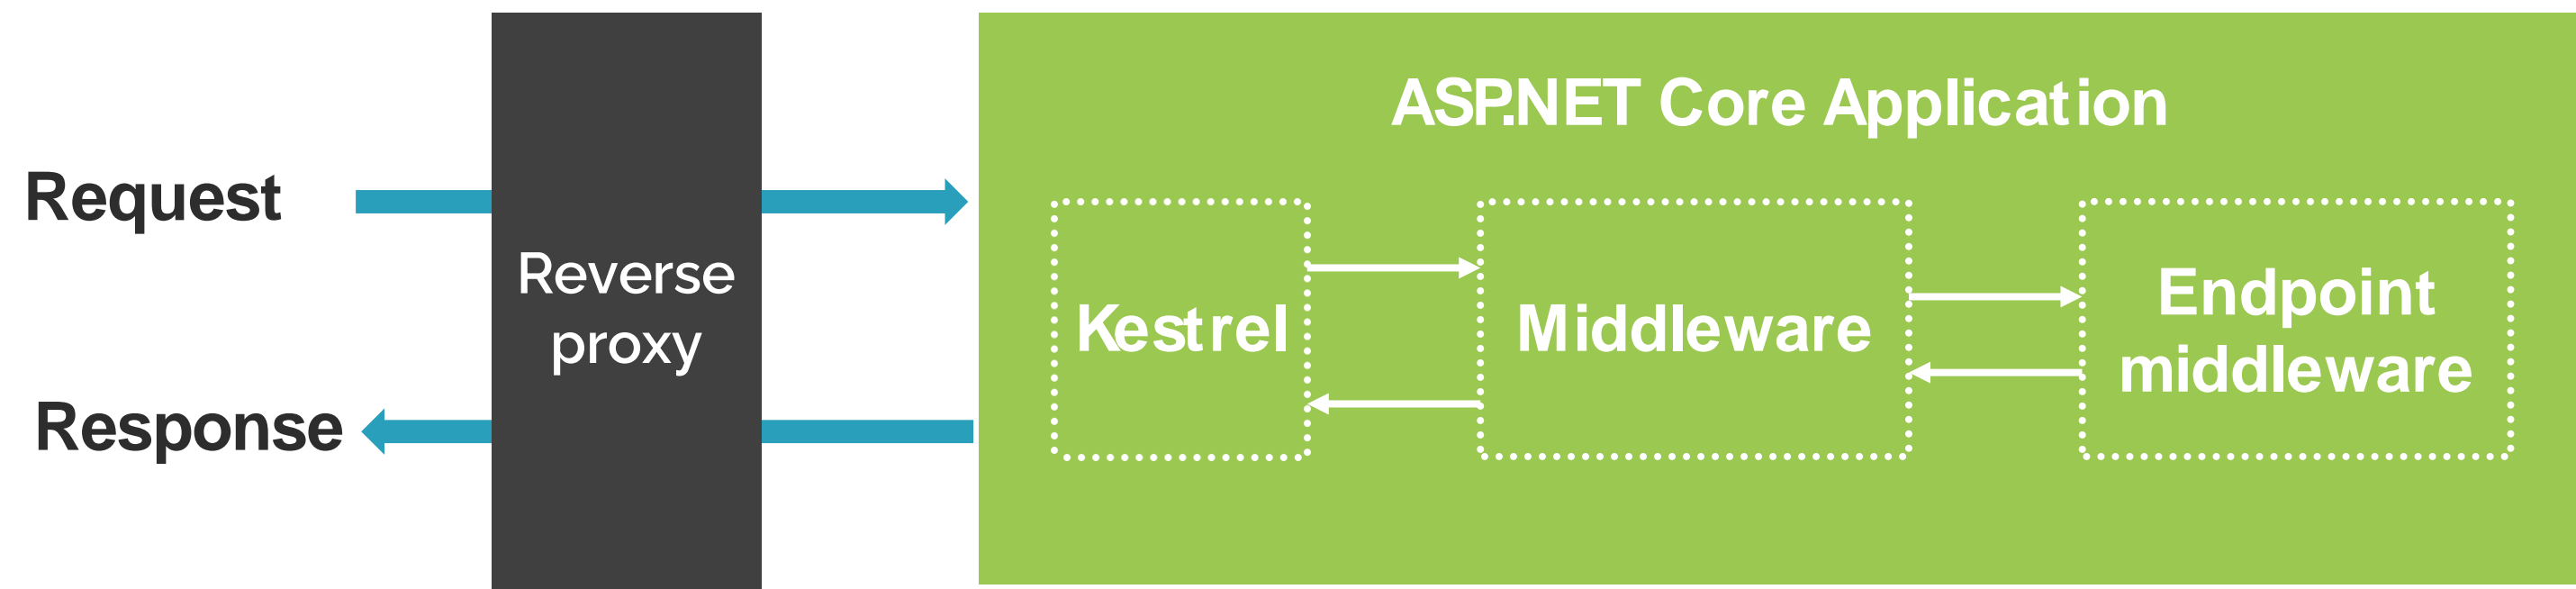 ASP.NET Core Application
Request
Reverse
proxy
Kestrel
Middleware
Endpoint
middleware
Response